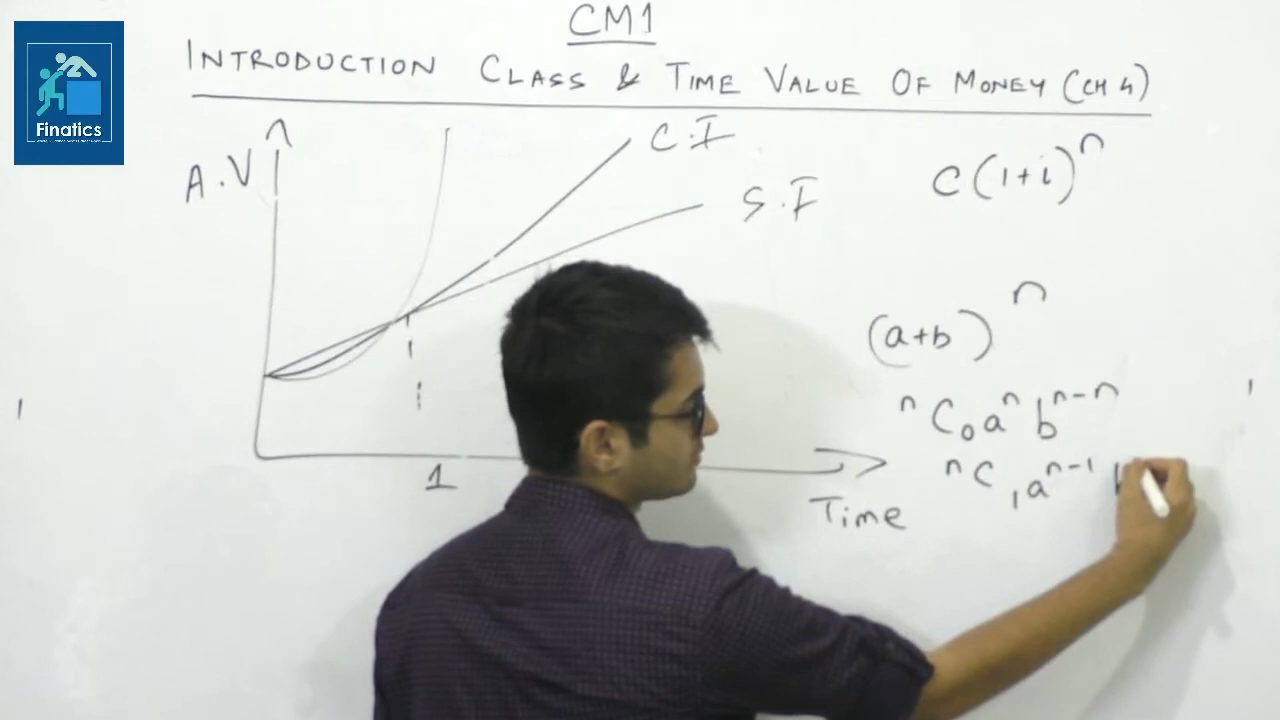 CM1
INTRODUCTION CLASS & TIME VALUE OF MONEY (CH 4)
Finatics
A.V
C.I
S.I
C(1+i)ⁿ
(a+b)ⁿ
ⁿC₀aⁿbⁿ⁻ⁿ
ⁿC₁aⁿ⁻¹
1
Time